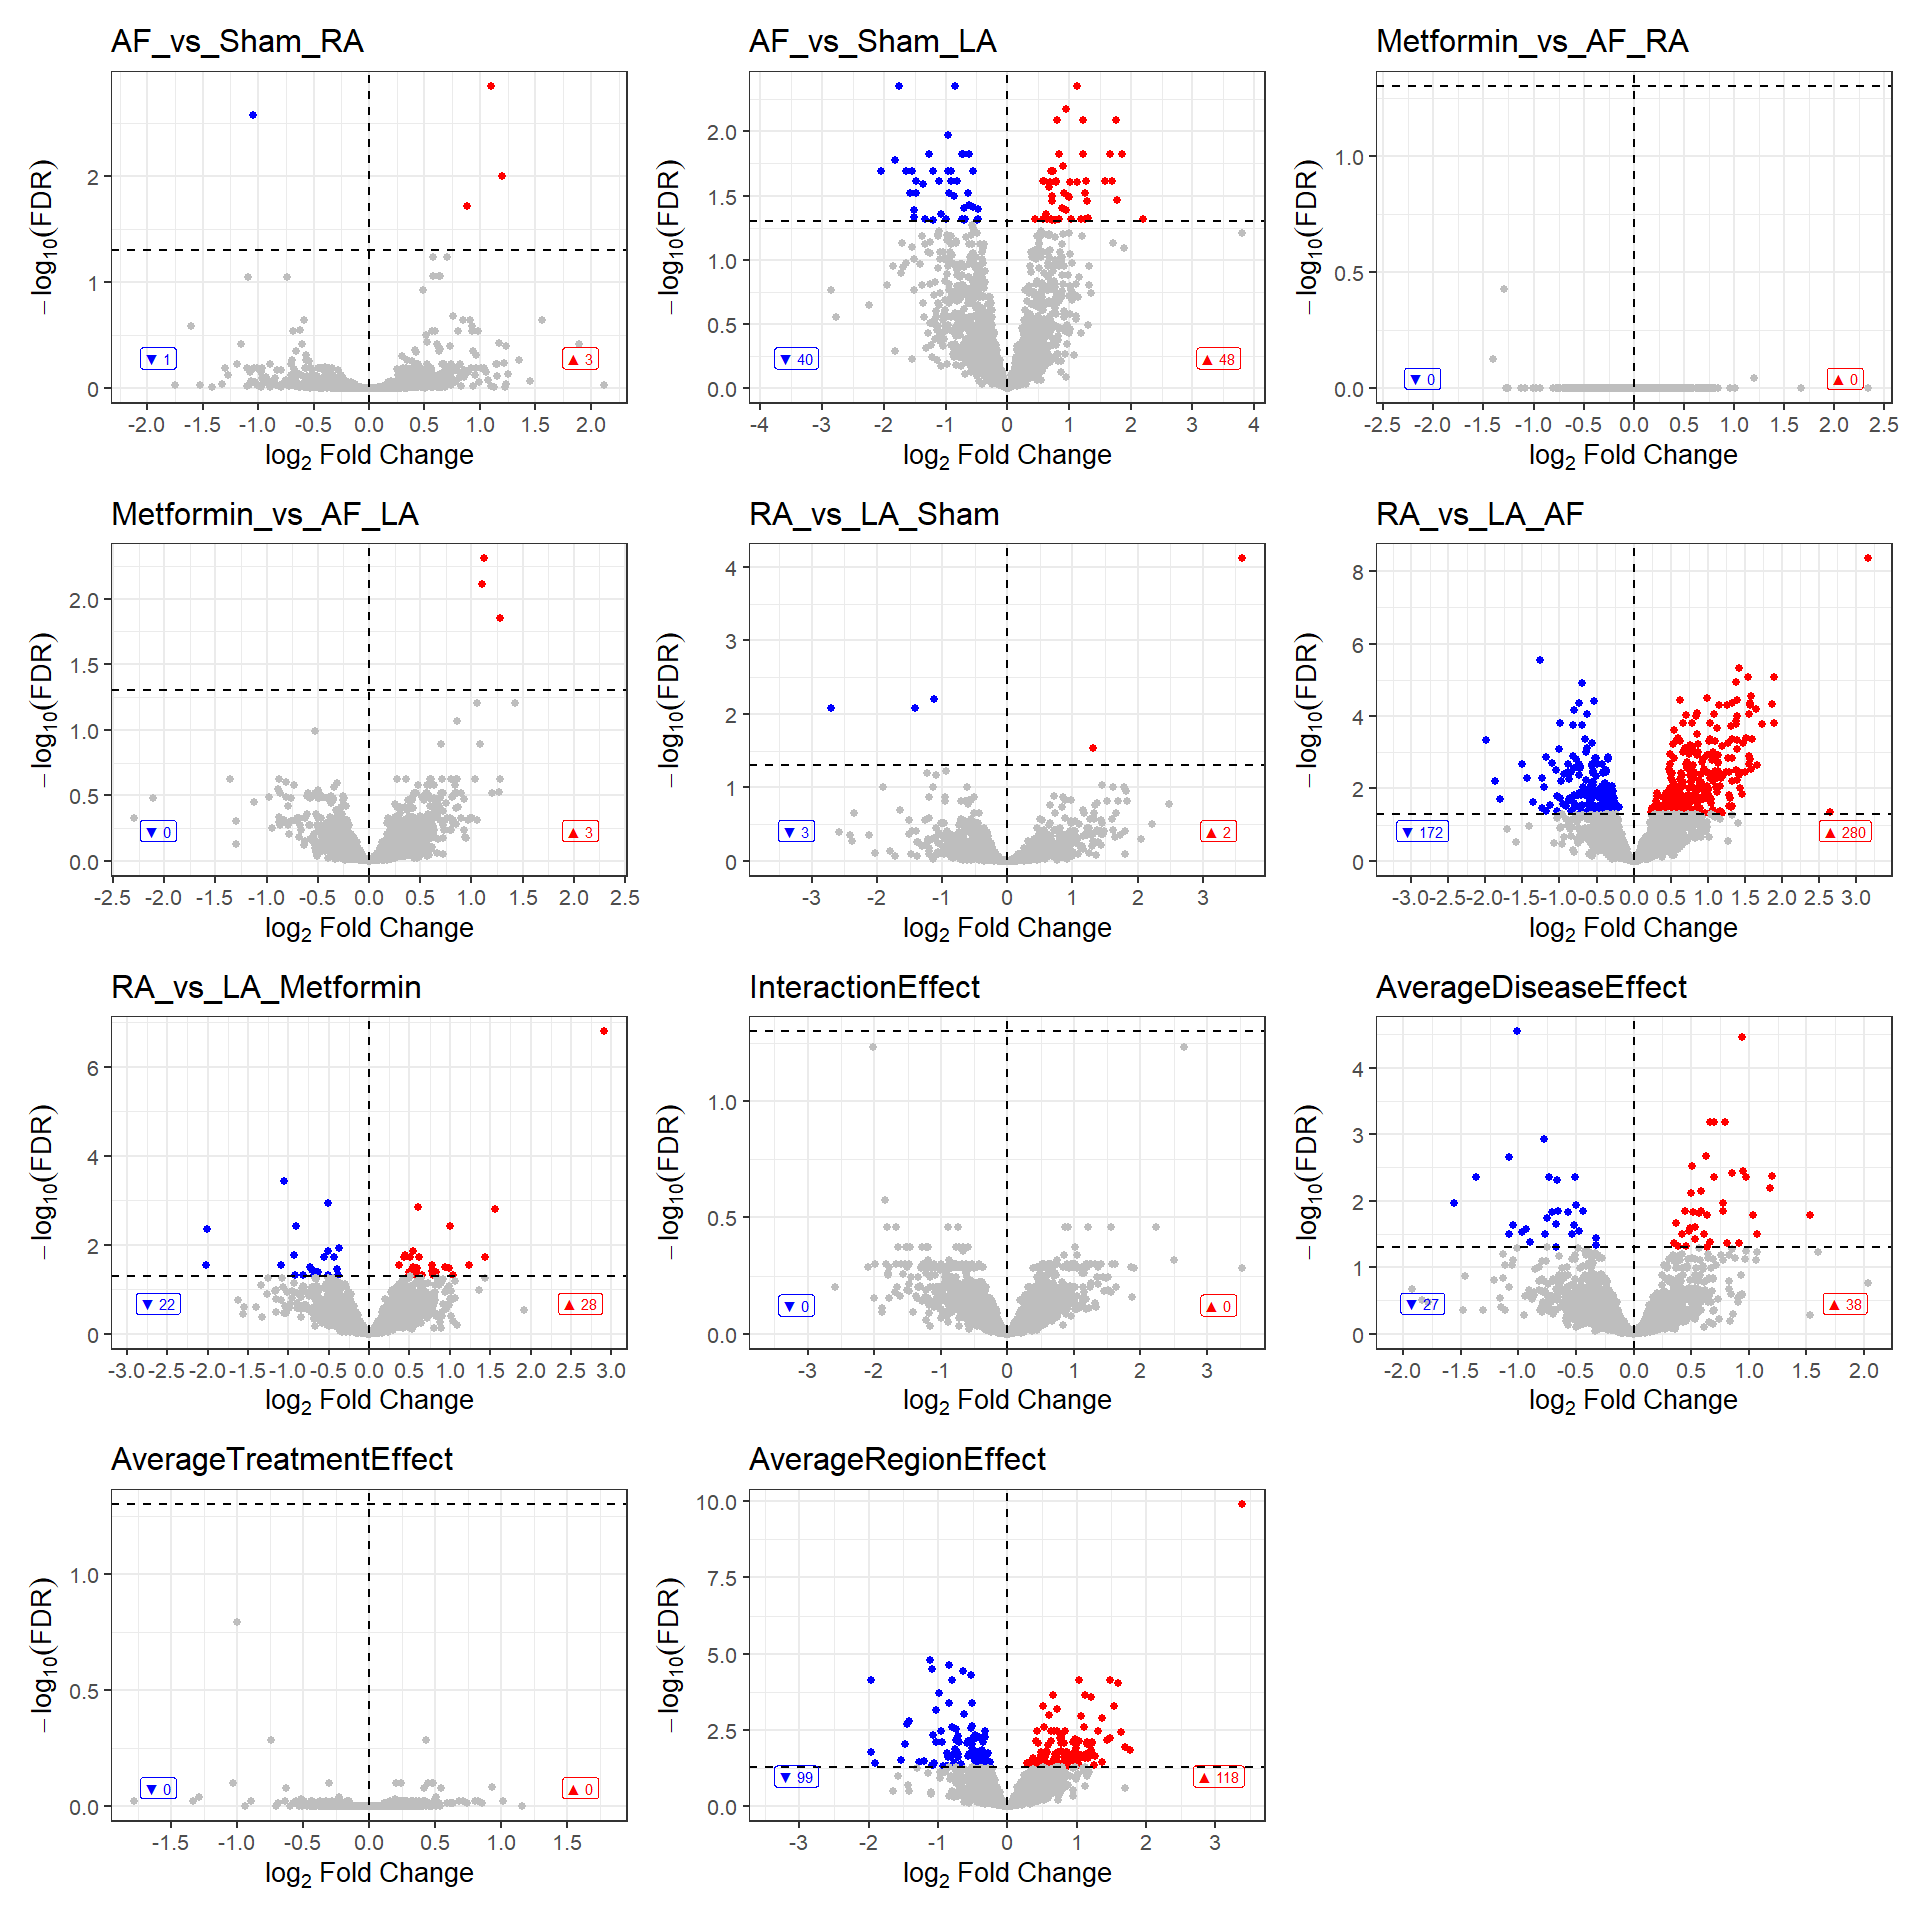 AF_vs_Sham_RA
AF_vs_Sham_LA
Metformin_vs_AF_RA
− log10(FDR)
2
1
0
▼ 1
▲ 3
-2.0 -1.5 -1.0 -0.5 0.0 0.5 1.0 1.5 2.0
log2 Fold Change
− log10(FDR)
2.0
1.5
1.0
0.5
0.0
▼ 40
▲ 48
-4 -3 -2 -1 0 1 2 3 4
log2 Fold Change
− log10(FDR)
1.0
0.5
0.0
▼ 0
▲ 0
-2.5 -2.0 -1.5 -1.0 -0.5 0.0 0.5 1.0 1.5 2.0 2.5
log2 Fold Change
Metformin_vs_AF_LA
RA_vs_LA_Sham
RA_vs_LA_AF
− log10(FDR)
2.0
1.5
1.0
0.5
0.0
▼ 0
▲ 3
-2.5 -2.0 -1.5 -1.0 -0.5 0.0 0.5 1.0 1.5 2.0 2.5
log2 Fold Change
− log10(FDR)
4
3
2
1
0
▼ 3
▲ 2
-3 -2 -1 0 1 2 3
log2 Fold Change
− log10(FDR)
8
6
4
2
0
▼ 172
▲ 280
-3.0 -2.5 -2.0 -1.5 -1.0 -0.5 0.0 0.5 1.0 1.5 2.0 2.5 3.0
log2 Fold Change
RA_vs_LA_Metformin
InteractionEffect
AverageDiseaseEffect
− log10(FDR)
6
4
2
0
▼ 22
▲ 28
-3.0 -2.5 -2.0 -1.5 -1.0 -0.5 0.0 0.5 1.0 1.5 2.0 2.5 3.0
log2 Fold Change
− log10(FDR)
1.0
0.5
0.0
▼ 0
▲ 0
-3 -2 -1 0 1 2 3
log2 Fold Change
− log10(FDR)
4
3
2
1
0
▼ 27
▲ 38
-2.0 -1.5 -1.0 -0.5 0.0 0.5 1.0 1.5 2.0
log2 Fold Change
AverageTreatmentEffect
AverageRegionEffect
− log10(FDR)
1.0
0.5
0.0
▼ 0
▲ 0
-1.5 -1.0 -0.5 0.0 0.5 1.0 1.5
log2 Fold Change
− log10(FDR)
10.0
7.5
5.0
2.5
0.0
▼ 99
▲ 118
-3 -2 -1 0 1 2 3
log2 Fold Change